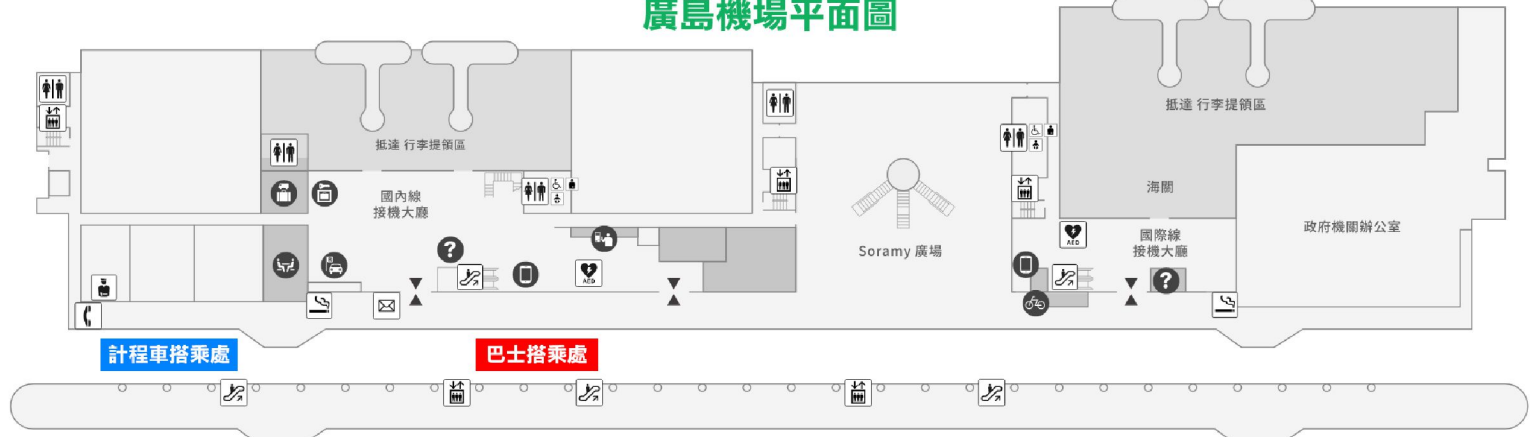 廣島機場平面圖
抵達 行李提領區
抵達 行李提領區
國內線
接機大廳
海關
Soramy 廣場
國際線
接機大廳
政府機關辦公室
?
AED
AED
?
計程車搭乘處
巴士搭乘處